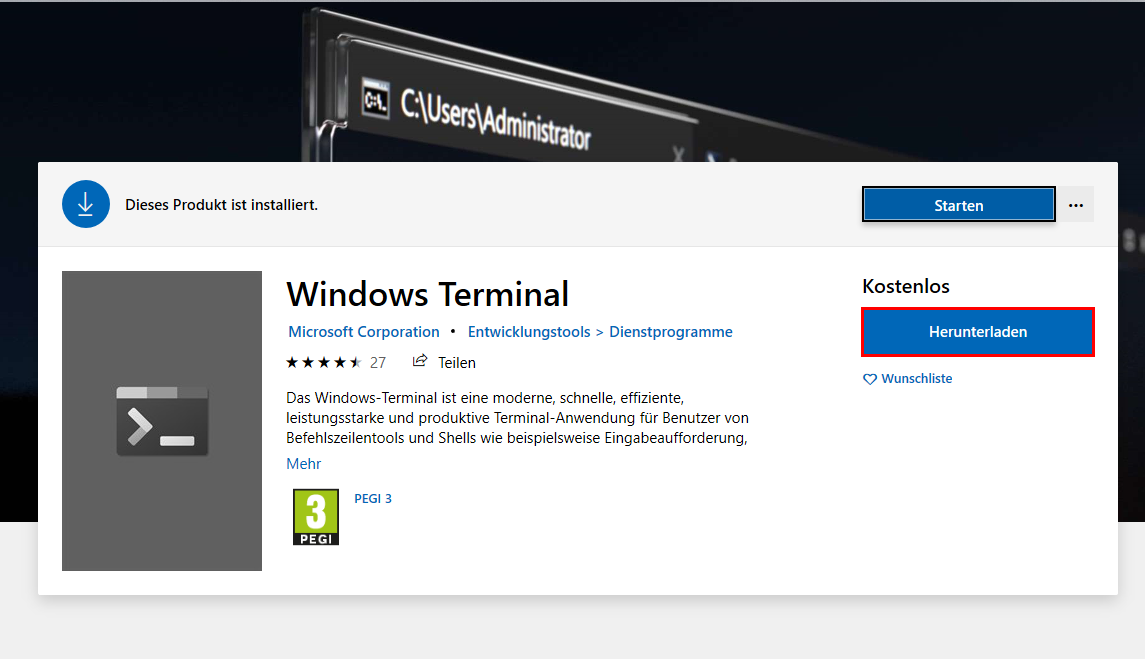 C:\Users\Administrator
Dieses Produkt ist installiert.
Starten
Windows Terminal
Microsoft Corporation • Entwicklungstools > Dienstprogramme
27
Teilen
Das Windows-Terminal ist eine moderne, schnelle, effiziente,
leistungsstarke und produktive Terminal-Anwendung für Benutzer von
Befehlszeilentools und Shells wie beispielsweise Eingabeaufforderung,
Mehr
3
PEGI
PEGI 3
Kostenlos
Herunterladen
Wunschliste